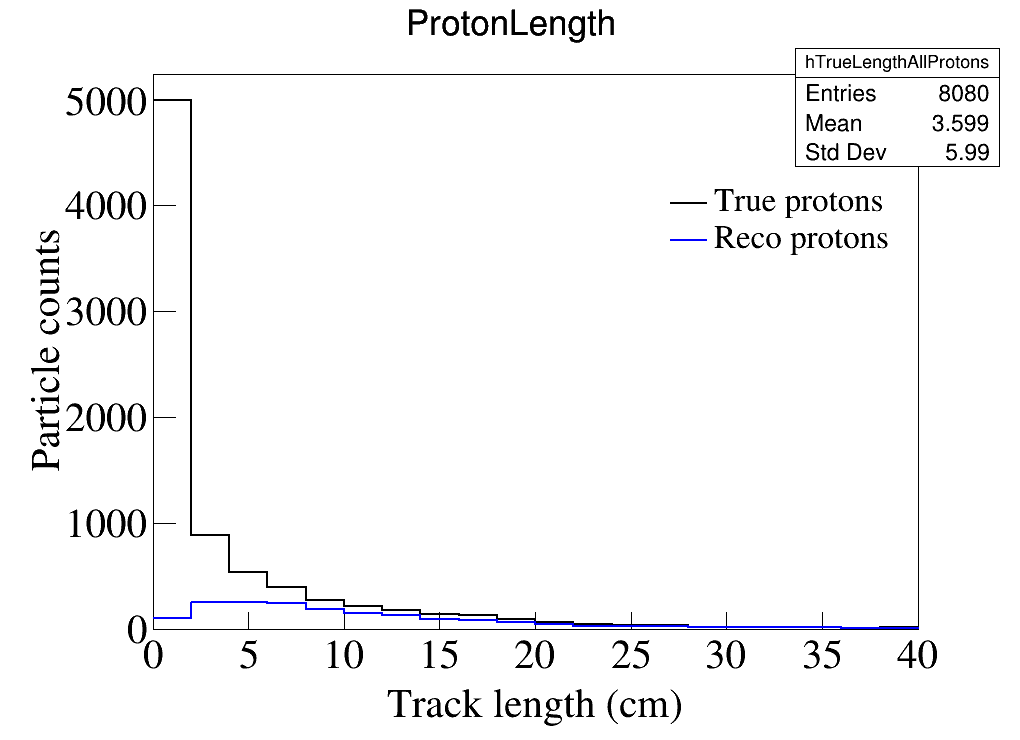 ProtonLength
hTrueLengthAllProtons
Entries 8080
Mean 3.599
Std Dev 5.99
True protons
Reco protons
Particle counts
5000
4000
3000
2000
1000
0
0 5 10 15 20 25 30 35 40
Track length (cm)